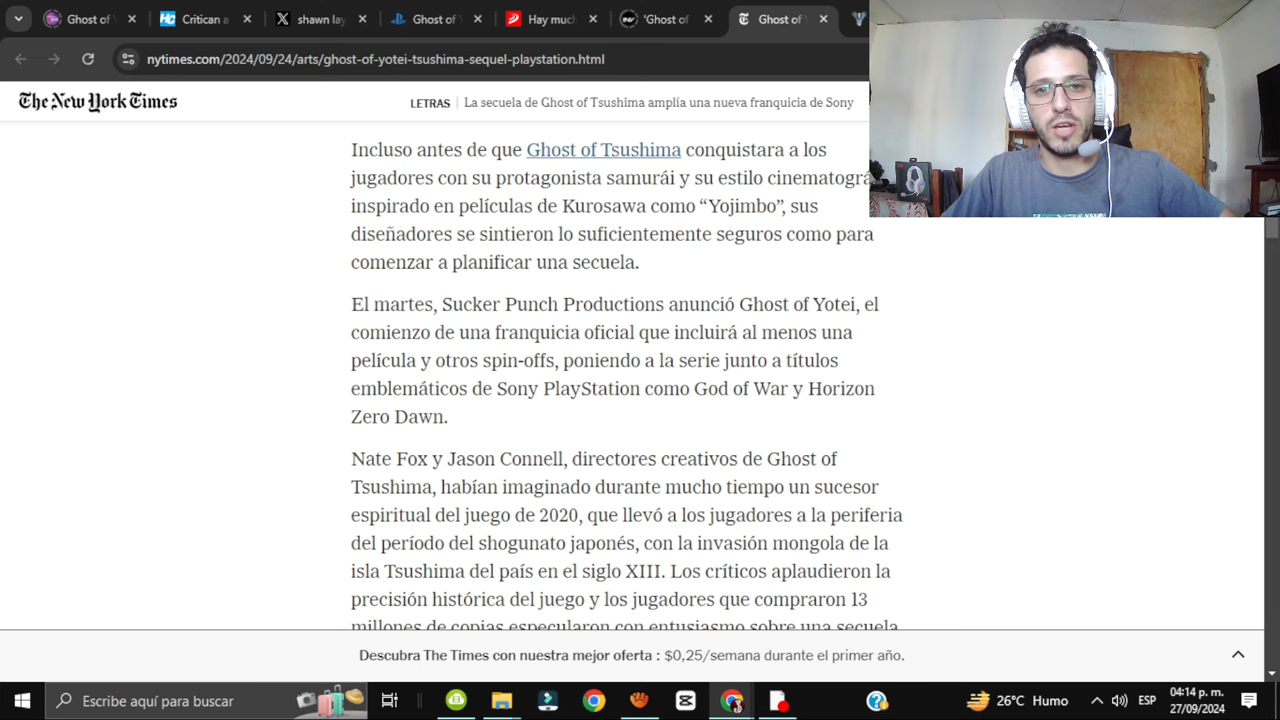 Ghost of
Critican a
shawn lay
Ghost of
Hay much
'Ghost of
Ghost of
nytimes.com/2024/09/24/arts/ghost-of-yotei-tsushima-sequel-playstation.html
The New York Times
LETRAS | La secuela de Ghost of Tsushima amplía una nueva franquicia de Sony
Incluso antes de que Ghost of Tsushima conquistara a los
jugadores con su protagonista samurái y su estilo cinematográ
inspirado en películas de Kurosawa como “Yojimbo”, sus
diseñadores se sintieron lo suficientemente seguros como para
comenzar a planificar una secuela.
El martes, Sucker Punch Productions anunció Ghost of Yotei, el
comienzo de una franquicia oficial que incluirá al menos una
película y otros spin-offs, poniendo a la serie junto a títulos
emblemáticos de Sony PlayStation como God of War y Horizon
Zero Dawn.
Nate Fox y Jason Connell, directores creativos de Ghost of
Tsushima, habían imaginado durante mucho tiempo un sucesor
espiritual del juego de 2020, que llevó a los jugadores a la periferia
del período del shogunato japonés, con la invasión mongola de la
isla Tsushima del país en el siglo XIII. Los críticos aplaudieron la
precisión histórica del juego y los jugadores que compraron 13
millones de copias especularon con entusiasmo sobre una secuela
Descubra The Times con nuestra mejor oferta : $0,25/semana durante el primer año.
Escribe aquí para buscar
26°C Humo
ESP
04:14 p. m.
27/09/2024